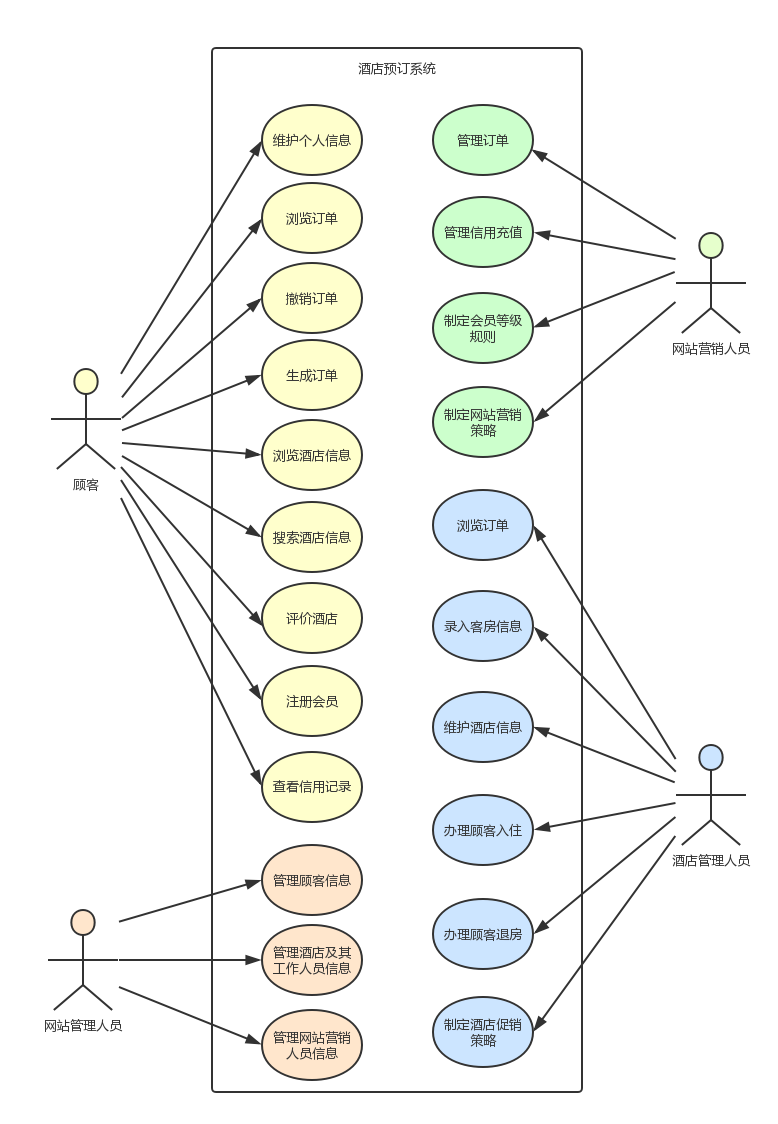 酒店预订系统
维护个人信息
浏览订单
撤销订单
生成订单
浏览酒店信息
搜索酒店信息
评价酒店
注册会员
查看信用记录
顾客
管理顾客信息
管理酒店及其
工作人员信息
管理网站营销
人员信息
网站管理人员
管理订单
管理信用充值
制定会员等级
规则
制定网站营销
策略
网站营销人员
浏览订单
录入客房信息
维护酒店信息
办理顾客入住
办理顾客退房
制定酒店促销
策略
酒店管理人员